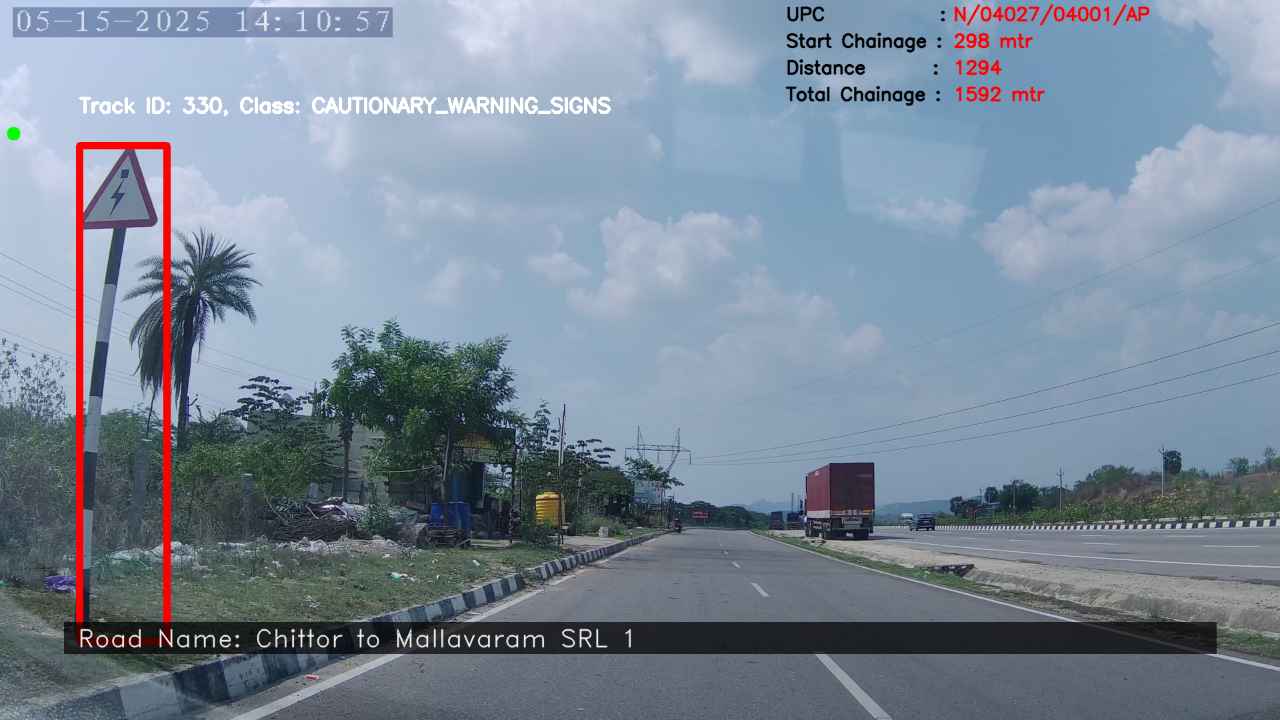 05-15-2025 14:10:57
UPC : N/04027/04001/AP
Start Chainage : 298 mtr
Distance : 1294
Total Chainage : 1592 mtr
Track ID: 330, Class: CAUTIONARY_WARNING_SIGNS
Road Name: Chittor to Mallavaram SRL 1